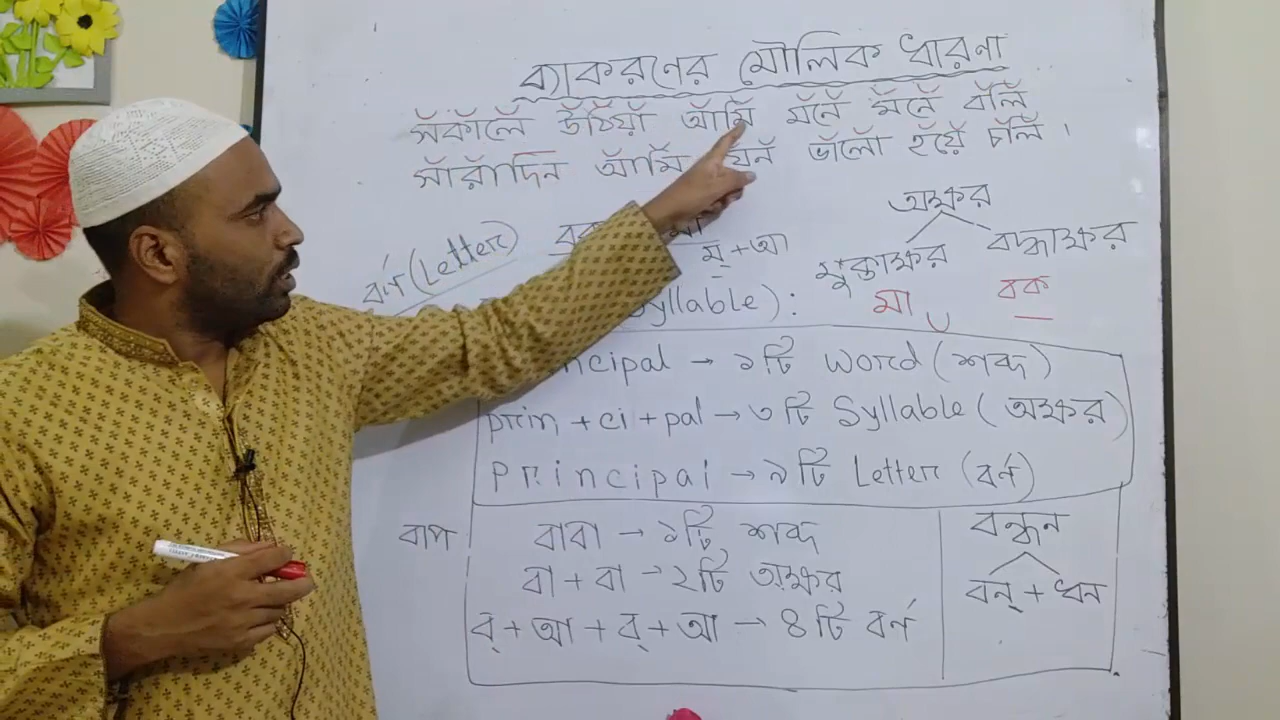 ব্যাকরণের মৌলিক ধারণা
সকালে উঠিয়া আমি মনে মনে বলি
সারাদিন আমি যেন ভালো হয়ে চলি।
অক্ষর
মুক্তাক্ষর বদ্ধাক্ষর
মা বক
বর্ণ (Letter)
ম্+আ
Syllable):
→ ১টি word (শব্দ)
prin + ci + pal → ৩টি Syllable (অক্ষর)
principal → ৯টি Letter (বর্ণ)
বাপ
বাবা → ১টি শব্দ
বা + বা → ২টি অক্ষর
ব্ + আ + ব্ + আ → ৪টি বর্ণ
বন্ধন
বন্ + ধন